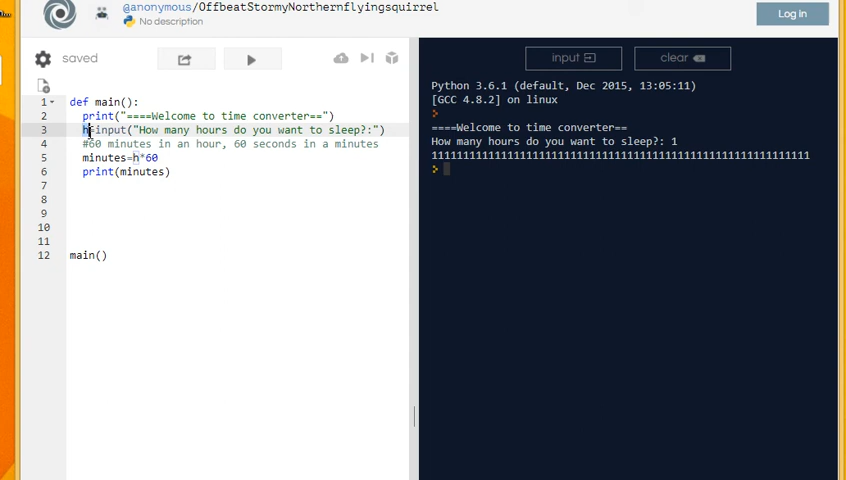 @anonymous/OffbeatStormyNorthernflyingsquirrel
No description
Log in
saved
input
clear
1 def main():
2 print("====Welcome to time converter==")
3 h=input("How many hours do you want to sleep?:")
4 #60 minutes in an hour, 60 seconds in a minutes
5 minutes=h*60
6 print(minutes)
7
8
9
10
11
12 main()
Python 3.6.1 (default, Dec 2015, 13:05:11)
[GCC 4.8.2] on linux
>
====Welcome to time converter==
How many hours do you want to sleep?: 1
111111111111111111111111111111111111111111111111111111111111
>